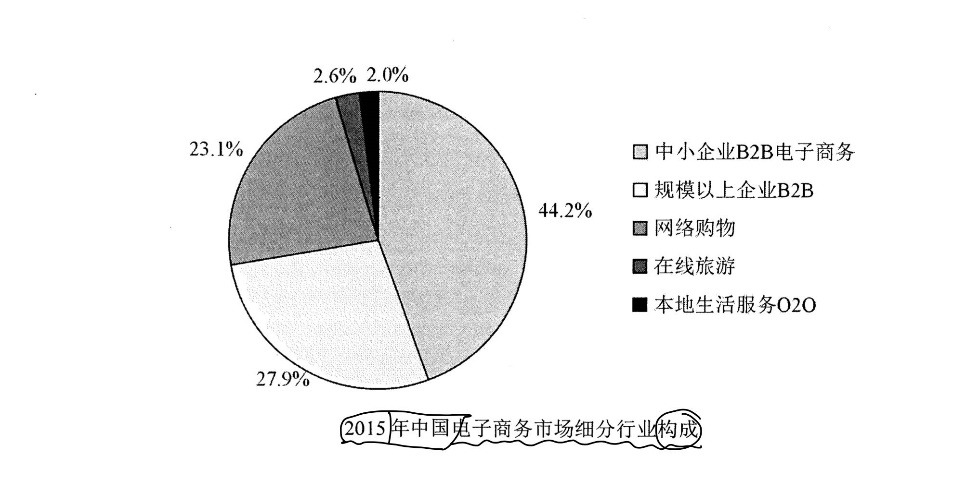 2.6% 2.0%
23.1%
44.2%
27.9%
中小企业B2B电子商务
规模以上企业B2B
网络购物
在线旅游
本地生活服务O2O
2015年中国电子商务市场细分行业构成